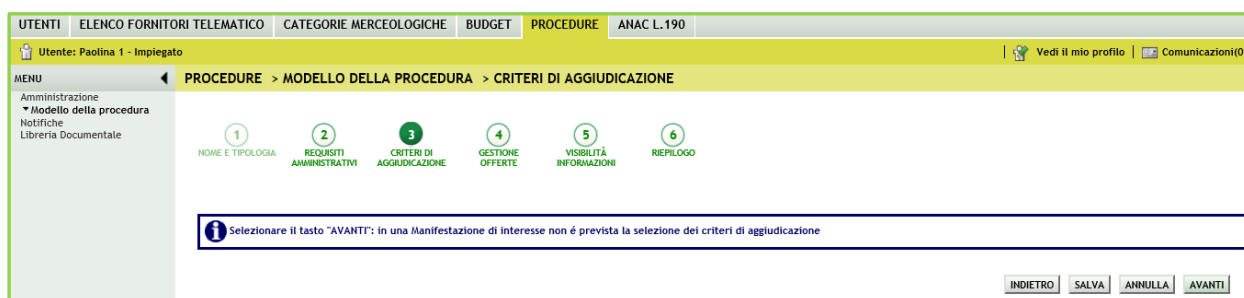 UTENTI ELENCO FORNITORI TELEMATICO CATEGORIE MERCEOLOGICHE BUDGET PROCEDURE ANAC L.190
Utente: Paolina 1 - Impiegato | Vedi il mio profilo | Comunicazioni(0
MENU PROCEDURE > MODELLO DELLA PROCEDURA > CRITERI DI AGGIUDICAZIONE
Amministrazione
Modello della procedura
Notifiche
Libreria Documentale
1 2 3 4 5 6
NOME E TIPOLOGIA REQUISITI CRITERI DI GESTIONE VISIBILITÀ RIEPILOGO
AMMINISTRATIVI AGGIUDICAZIONE OFFERTE INFORMAZIONI
Selezionare il tasto "AVANTI": in una Manifestazione di interesse non é prevista la selezione dei criteri di aggiudicazione
INDIETRO SALVA ANNULLA AVANTI